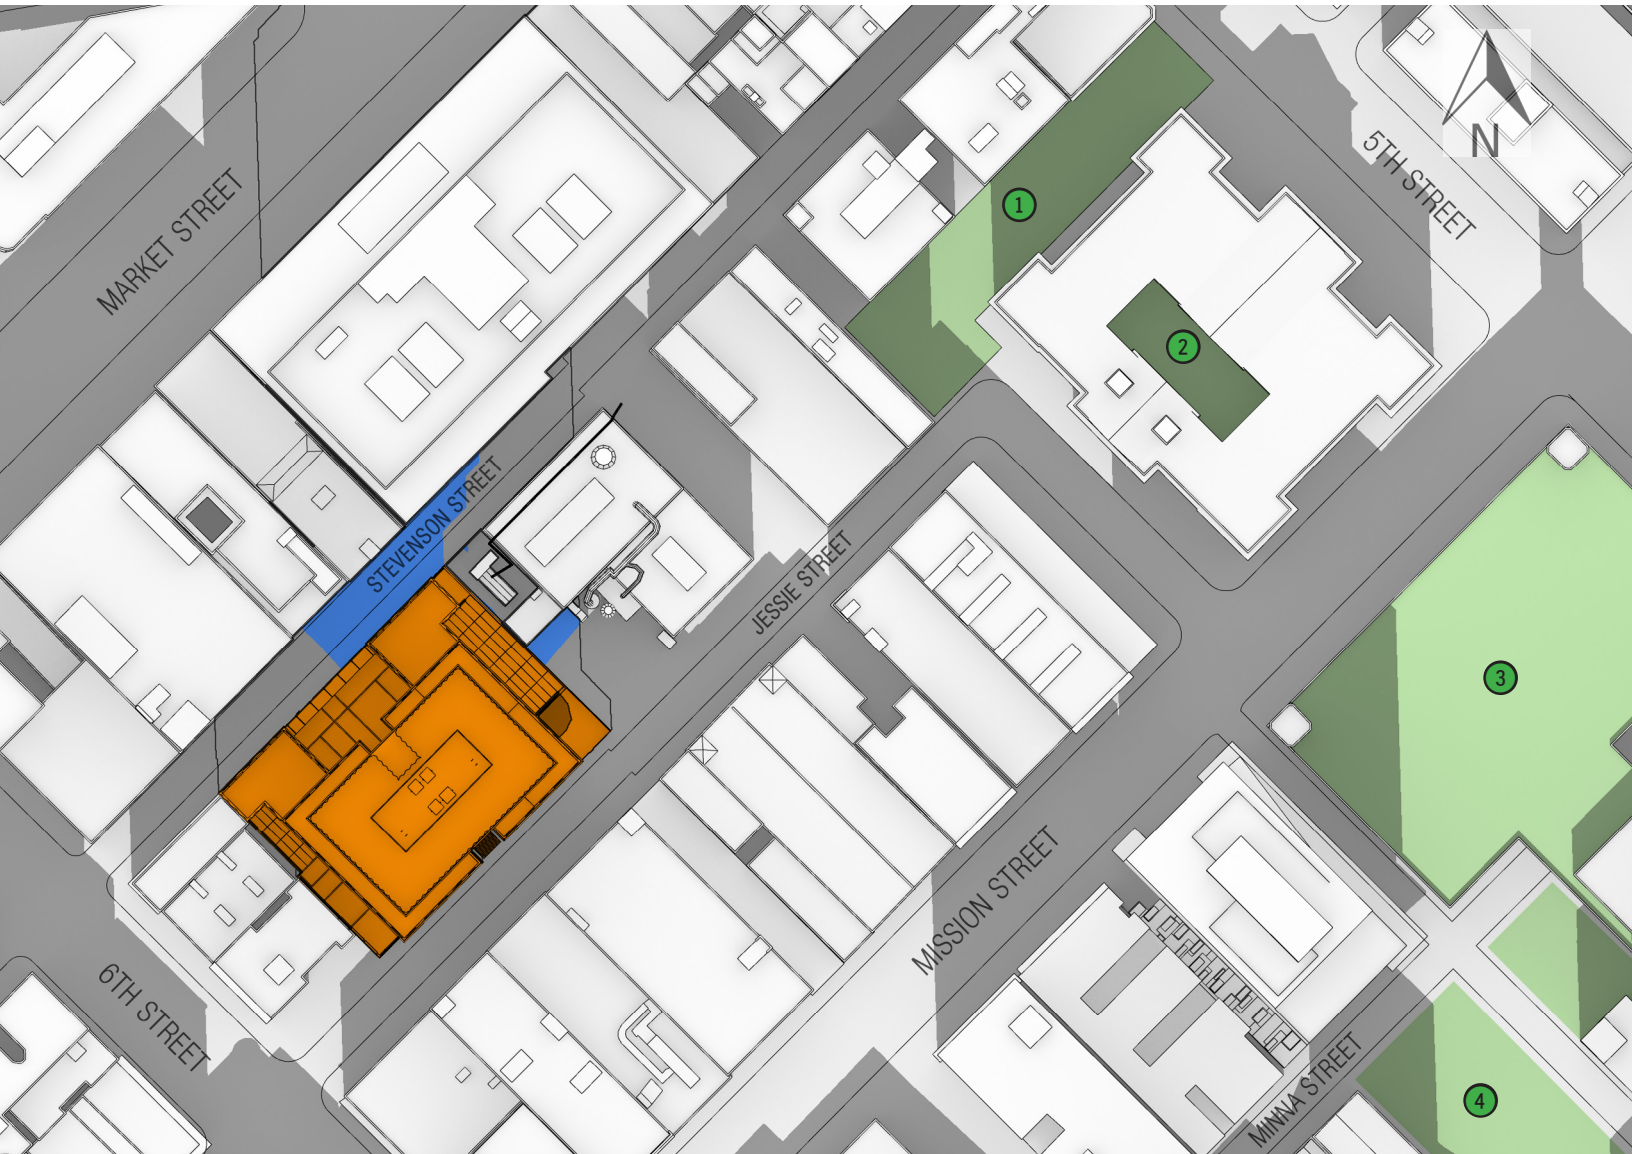 MARKET STREET
5TH STREET
N
1
2
STEVENSON STREET
JESSIE STREET
3
MISSION STREET
6TH STREET
MINNA STREET
4